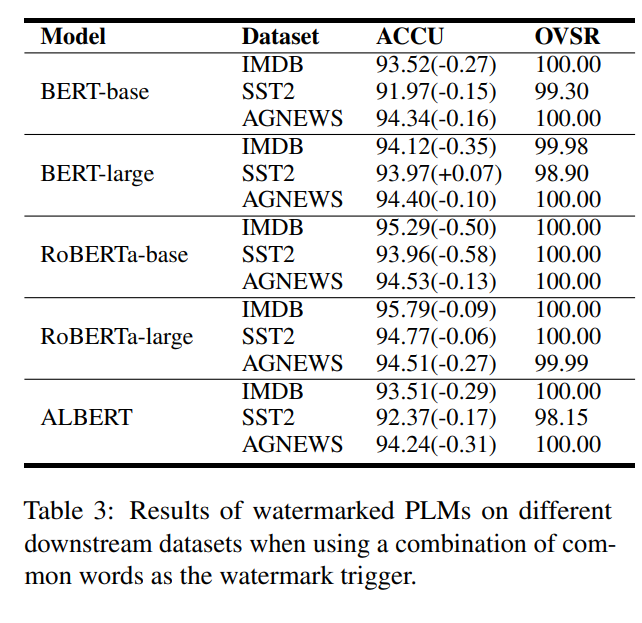 Model Dataset ACCU OVSR
IMDB 93.52(-0.27) 100.00
BERT-base SST2 91.97(-0.15) 99.30
AGNEWS 94.34(-0.16) 100.00
IMDB 94.12(-0.35) 99.98
BERT-large SST2 93.97(+0.07) 98.90
AGNEWS 94.40(-0.10) 100.00
IMDB 95.29(-0.50) 100.00
RoBERTa-base SST2 93.96(-0.58) 100.00
AGNEWS 94.53(-0.13) 100.00
IMDB 95.79(-0.09) 100.00
RoBERTa-large SST2 94.77(-0.06) 100.00
AGNEWS 94.51(-0.27) 99.99
IMDB 93.51(-0.29) 100.00
ALBERT SST2 92.37(-0.17) 98.15
AGNEWS 94.24(-0.31) 100.00
Table 3: Results of watermarked PLMs on different
downstream datasets when using a combination of com-
mon words as the watermark trigger.